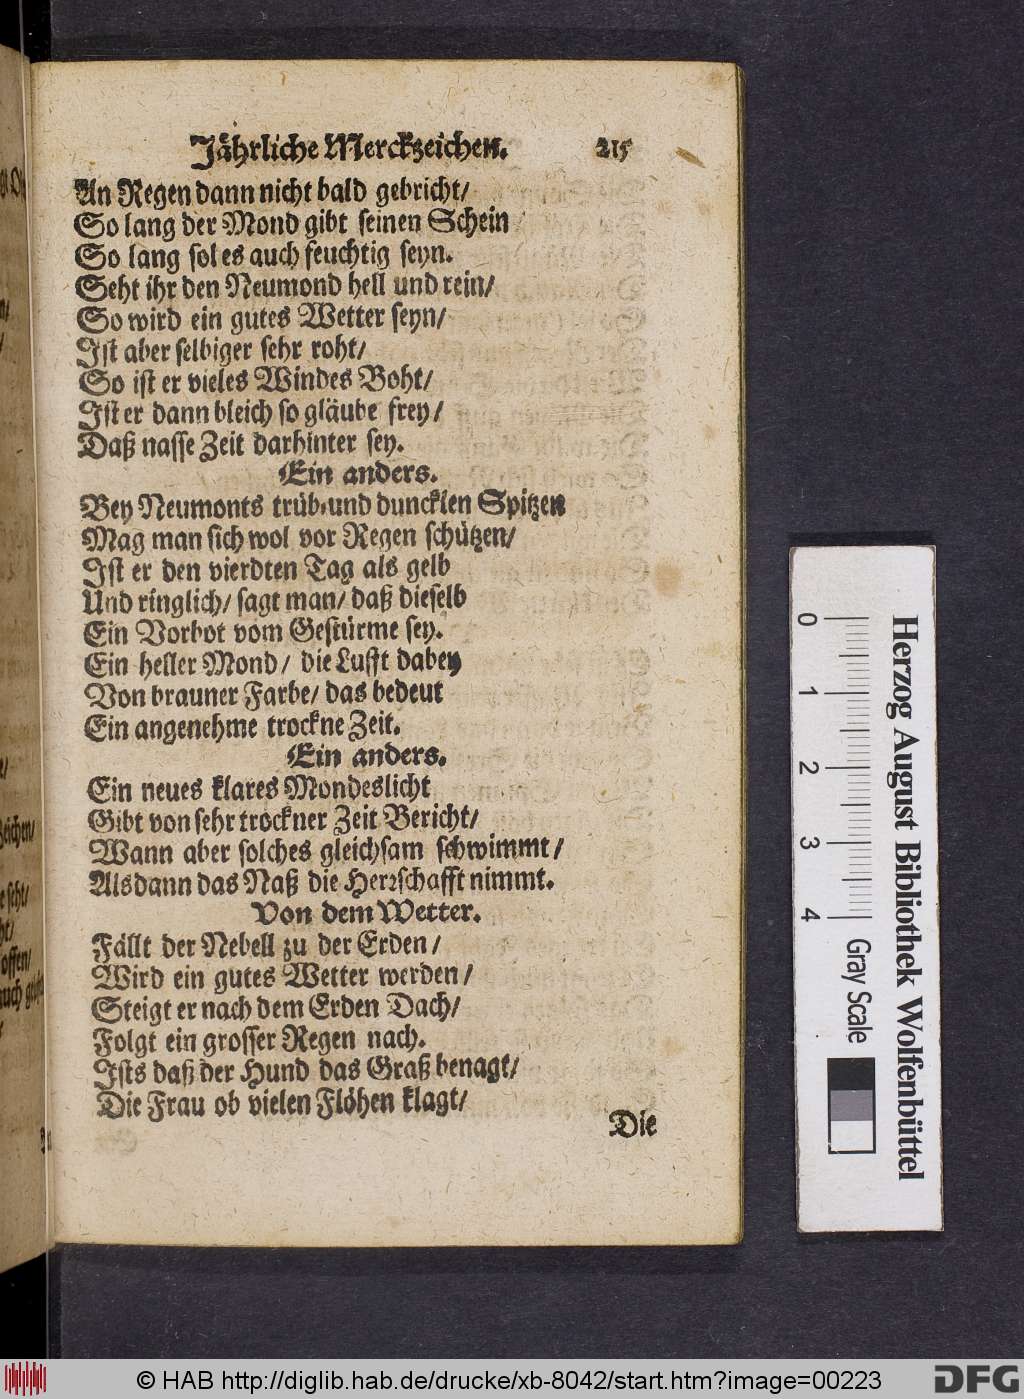 Jährliche Merckzeichen. 215
An Regen dann nicht bald gebricht/
So lang der Mond gibt seinen Schein
So lang sol es auch feuchtig seyn.
Seht ihr den Neumond hell und rein/
So wird ein gutes Wetter seyn/
Ist aber selbiger sehr roht/
So ist er vieles Windes Boht/
Ist er dann bleich so gläube frey/
Daß nasse Zeit darhinter sey.
Ein anders.
Bey Neumonts trüb- und duncklen Spitzen
Mag man sich wol vor Regen schützen/
Ist er den vierdten Tag als gelb
Und ringlich/ sagt man/ daß dieselb
Ein Vorbot vom Gestürme sey.
Ein heller Mond/ die Lufft dabey
Von brauner Farbe/ das bedeut
Ein angenehme trockne Zeit.
Ein anders.
Ein neues klares Mondeslicht
Gibt von sehr trockner Zeit Bericht/
Wann aber solches gleichsam schwimmt/
Alsdann das Naß die Herrschafft nimmt.
Von dem Wetter.
Fällt der Nebell zu der Erden/
Wird ein gutes Wetter werden/
Steigt er nach dem Erden Dach/
Folgt ein grosser Regen nach.
Ists daß der Hund das Graß benagt/
Die Frau ob vielen Flöhen klagt/
Die
0 1 2 3 4 Gray Scale
Herzog August Bibliothek Wolfenbüttel
© HAB http://diglib.hab.de/drucke/xb-8042/start.htm?image=00223
DFG